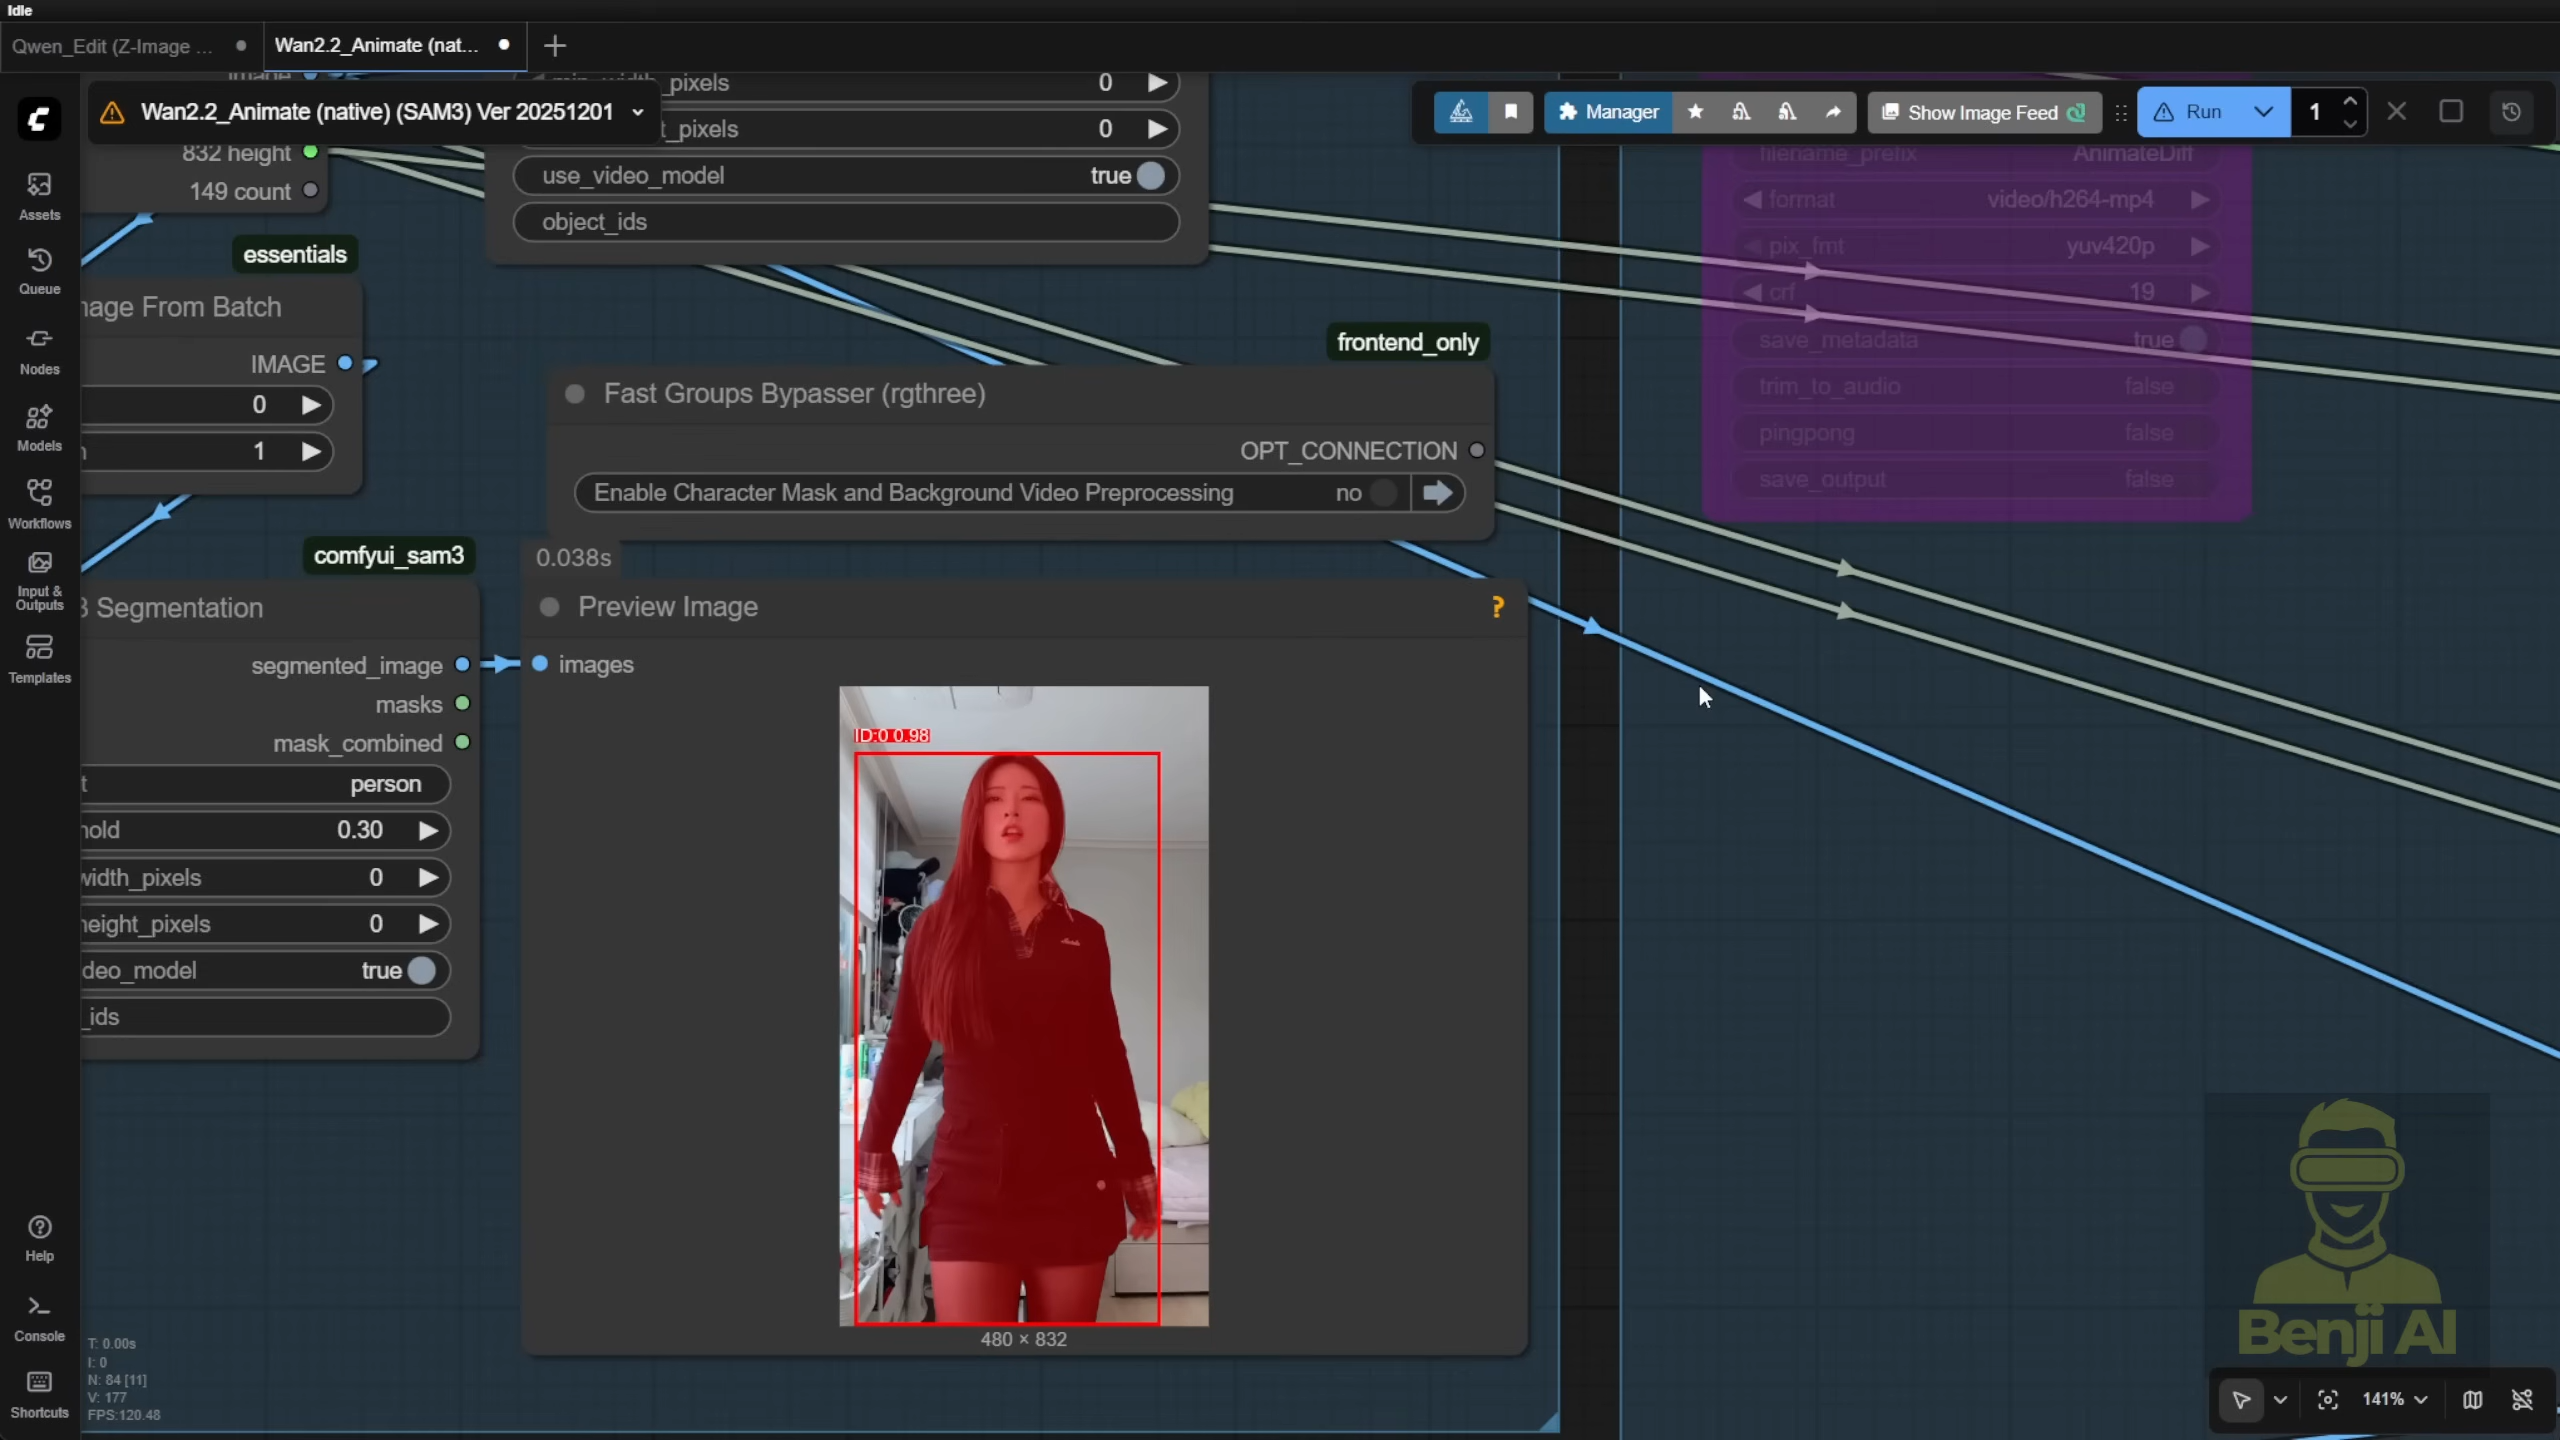 Idle
Qwen_Edit (Z-Image ...
Wan2.2_Animate (nat...
Wan2.2_Animate (native) (SAM3) Ver 20251201
_pixels 0
t_pixels 0
use_video_model true
object_ids
832 height
149 count
Manager
Show Image Feed
Run
1
filename_prefix AnimateDiff
format video/h264-mp4
pix_fmt yuv420p
crf 19
save_metadata true
trim_to_audio false
pingpong false
save_output false
Assets
Queue
Nodes
Models
Workflows
Input &
Outputs
Templates
Help
Console
Shortcuts
essentials
mage From Batch
IMAGE
0
1
frontend_only
Fast Groups Bypasser (rgthree)
OPT_CONNECTION
Enable Character Mask and Background Video Preprocessing no
comfyui_sam3
3 Segmentation
segmented_image
masks
mask_combined
t person
hold 0.30
width_pixels 0
height_pixels 0
ideo_model true
_ids
0.038s
Preview Image ?
images
ID:0 0.98
480 × 832
T: 0.00s
I: 0
N: 84 [11]
V: 177
FPS:120.48
Benji AI
141%